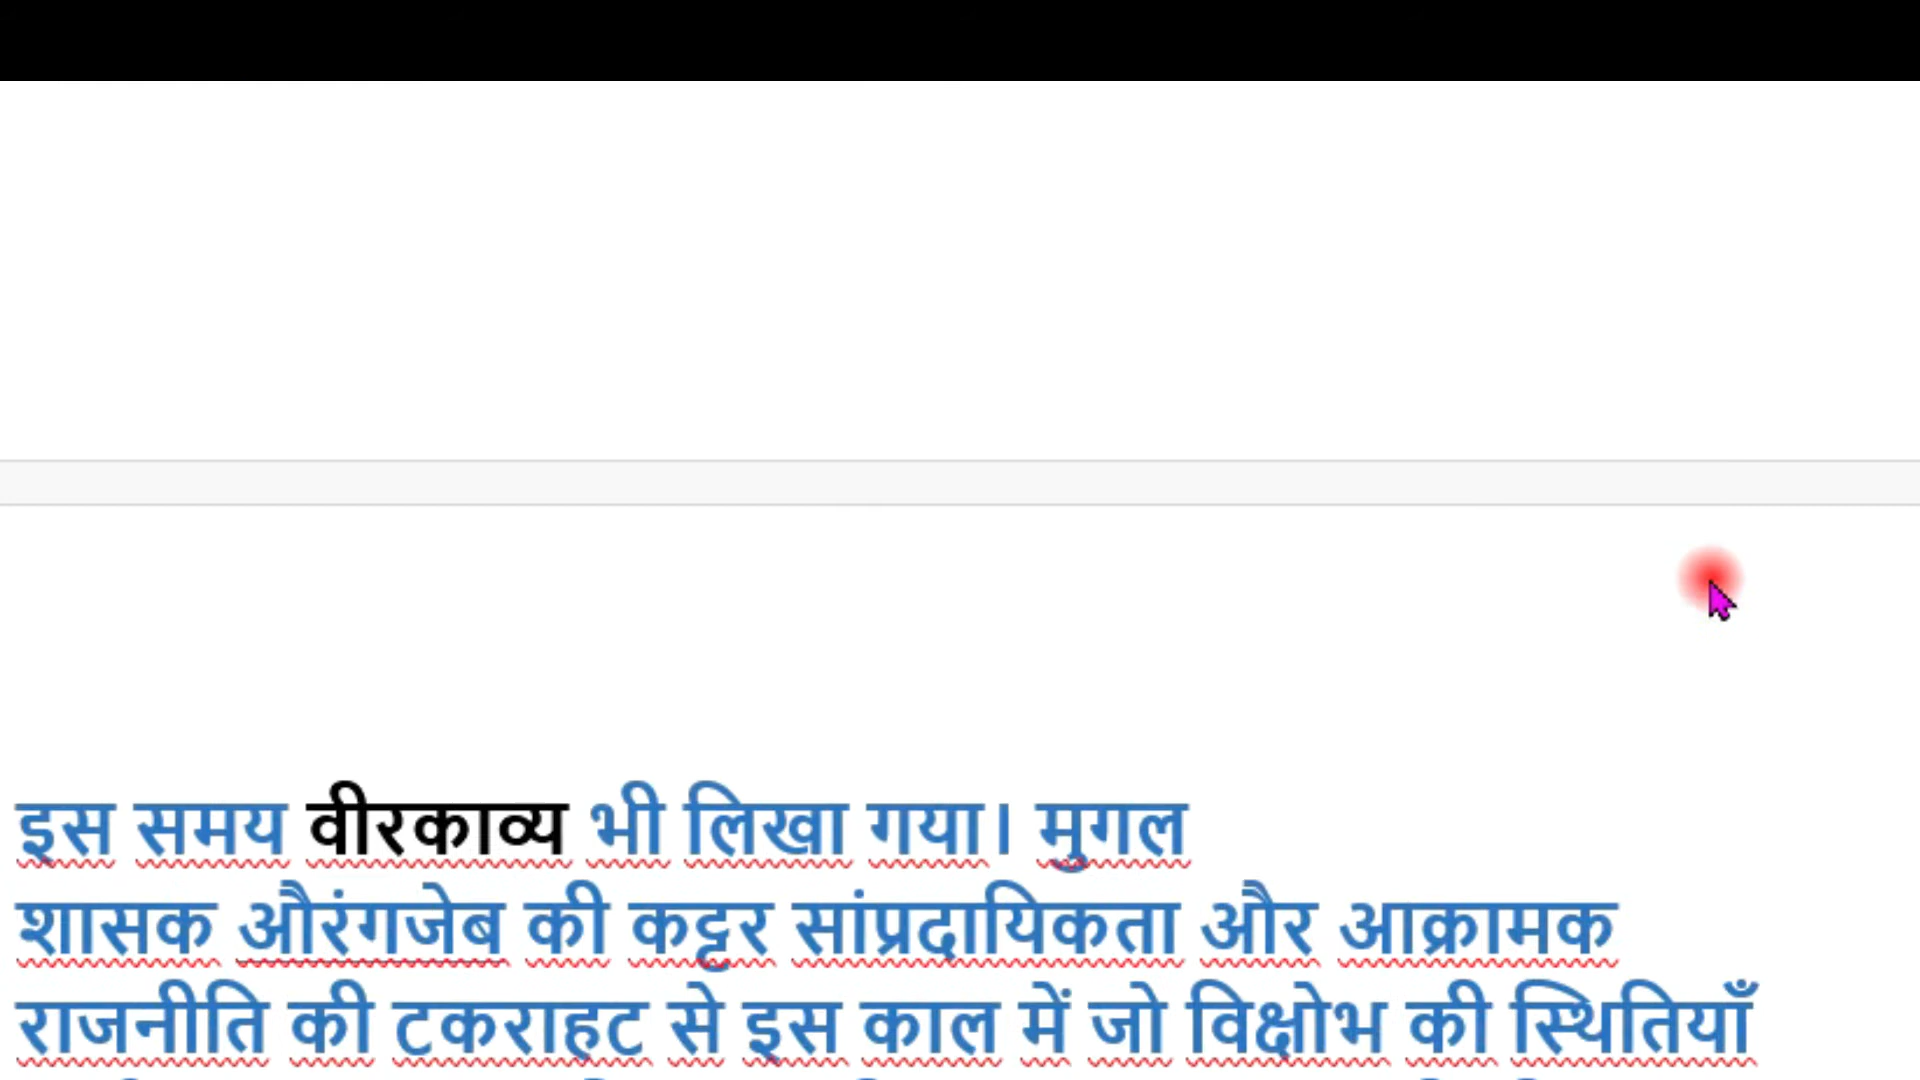 इस समय वीरकाव्य भी लिखा गया। मुगल
शासक औरंगजेब की कट्टर सांप्रदायिकता और आक्रामक
राजनीति की टकराहट से इस काल में जो विक्षोभ की स्थितियाँ